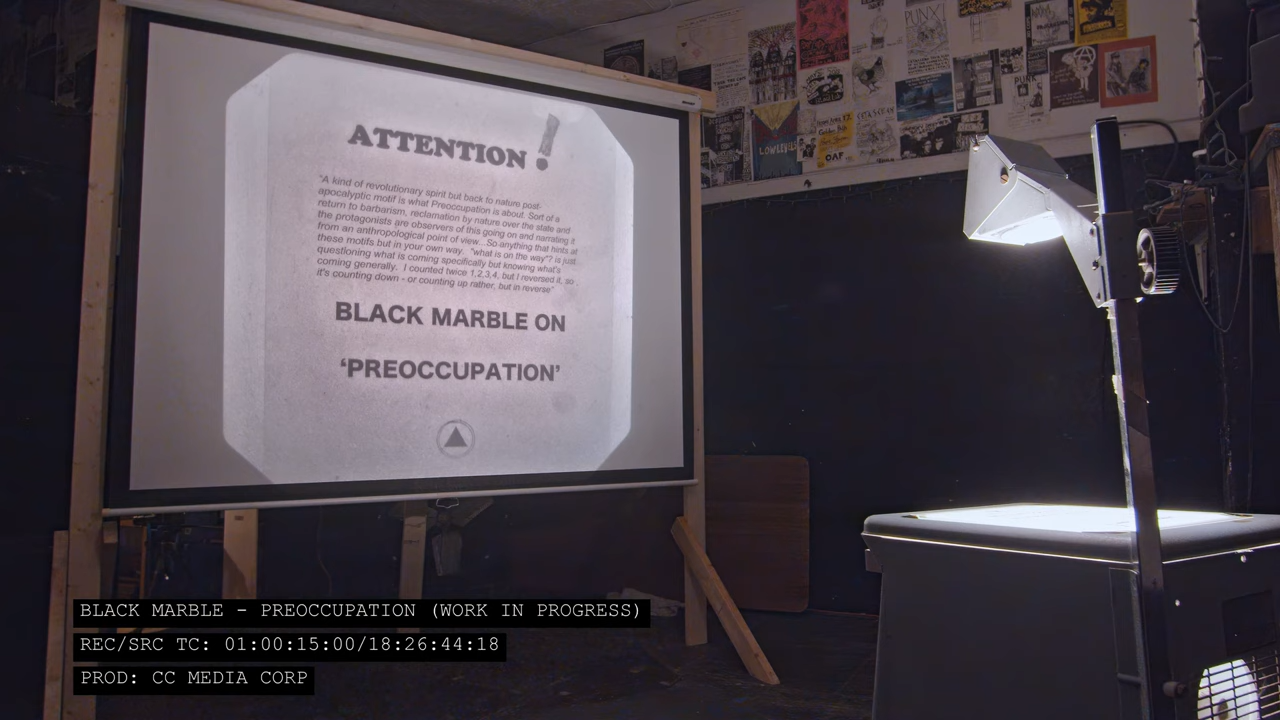 ATTENTION!
"A kind of revolutionary spirit but back to nature post-
apocalyptic motif is what Preoccupation is about. Sort of a
return to barbarism, reclamation by nature over the state and
the protagonists are observers of this going on and narrating it
from an anthropological point of view...So anything that hints at
these motifs but in your own way. "what is on the way"? is just
questioning what is coming specifically but knowing what's
coming generally. I counted twice 1,2,3,4, but I reversed it, so
it's counting down - or counting up rather, but in reverse"
BLACK MARBLE ON
'PREOCCUPATION'
PUNX
LOWLEVELS
OAF
BLACK MARBLE - PREOCCUPATION (WORK IN PROGRESS)
REC/SRC TC: 01:00:15:00/18:26:44:18
PROD: CC MEDIA CORP